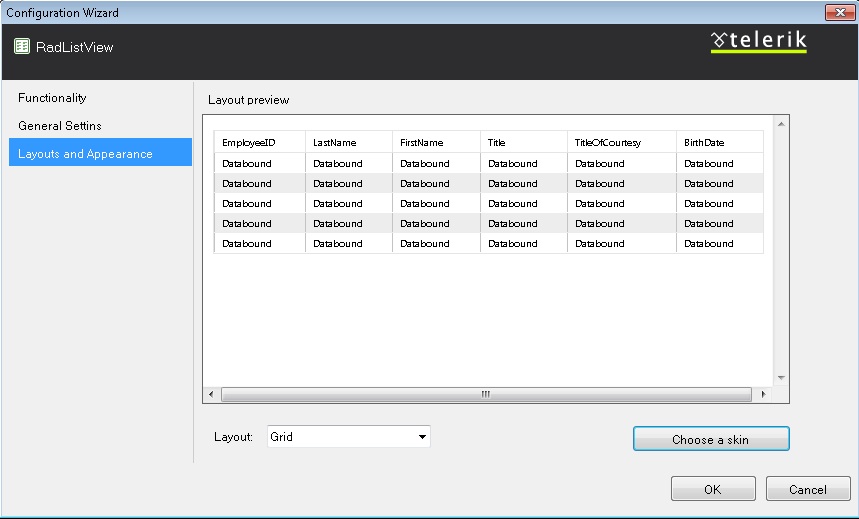 Configuration Wizard
RadListView
telerik
Functionality
General Settins
Layouts and Appearance
Layout preview
EmployeeID LastName FirstName Title TitleOfCourtesy BirthDate
Databound Databound Databound Databound Databound Databound
Databound Databound Databound Databound Databound Databound
Databound Databound Databound Databound Databound Databound
Databound Databound Databound Databound Databound Databound
Databound Databound Databound Databound Databound Databound
Layout: Grid
Choose a skin
OK
Cancel